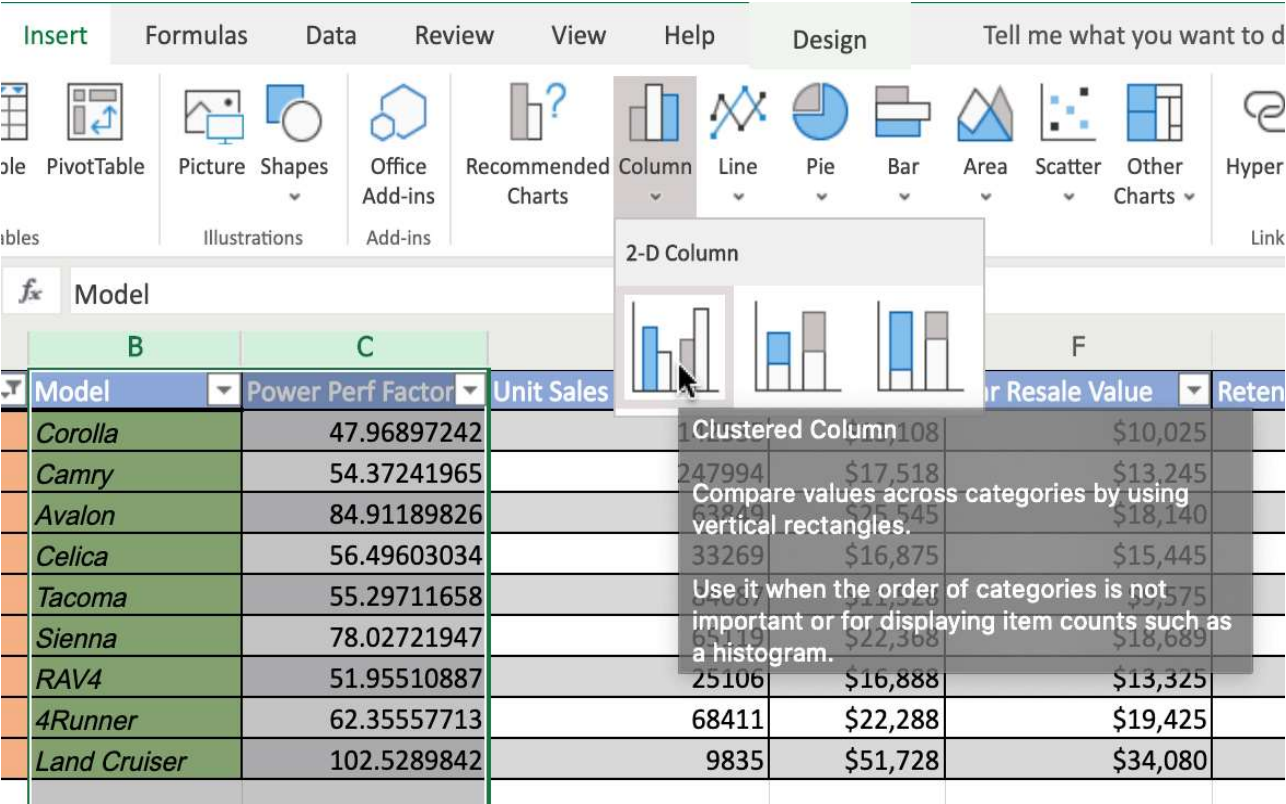 Insert Formulas Data Review View Help Design Tell me what you want to d
ble PivotTable Picture Shapes Office Add-ins Recommended Charts Column Line Pie Bar Area Scatter Other Charts Hyper
ables Illustrations Add-ins Link
2-D Column
fx Model
B C F
Model Power Perf Factor Unit Sales ar Resale Value Reten
Corolla 47.96897242 $10,025
Camry 54.37241965 247994 $17,518 $13,245
Avalon 84.91189826 63849 $25,545 $18,140
Celica 56.49603034 33269 $16,875 $15,445
Tacoma 55.29711658
Sienna 78.02721947 65119 $22,368 $18,689
RAV4 51.95510887 25106 $16,888 $13,325
4Runner 62.35557713 68411 $22,288 $19,425
Land Cruiser 102.5289842 9835 $51,728 $34,080
Clustered Column
Compare values across categories by using
vertical rectangles.
Use it when the order of categories is not
important or for displaying item counts such as
a histogram.